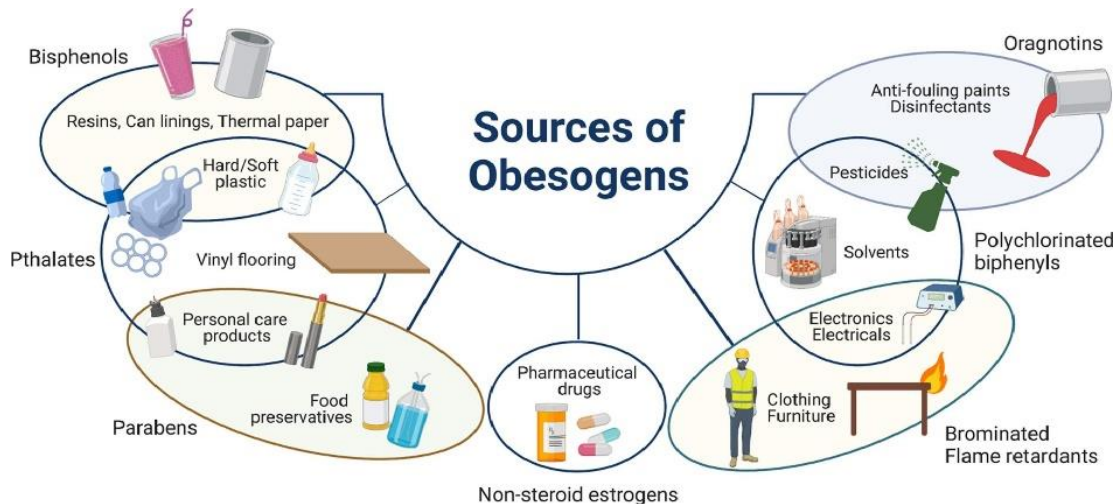 Sources of
Obesogens
Bisphenols
Resins, Can linings, Thermal paper
Hard/Soft
plastic
Pthalates
Vinyl flooring
Personal care
products
Food
preservatives
Parabens
Pharmaceutical
drugs
Non-steroid estrogens
Oragnotins
Anti-fouling paints
Disinfectants
Pesticides
Solvents
Polychlorinated
biphenyls
Electronics
Electricals
Clothing
Furniture
Brominated
Flame retardants